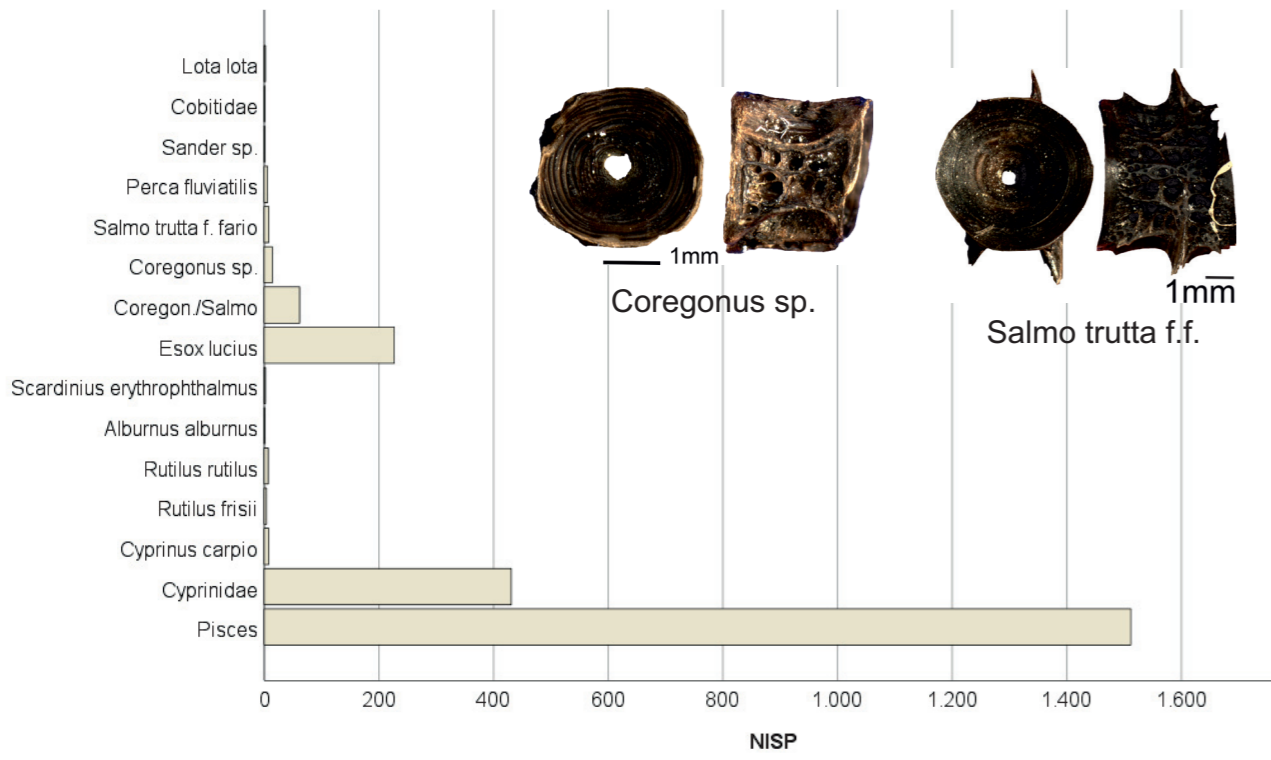 Lota lota
Cobitidae
Sander sp.
Perca fluviatilis
Salmo trutta f. fario
Coregonus sp.
Coregon./Salmo
Esox lucius
Scardinius erythrophthalmus
Alburnus alburnus
Rutilus rutilus
Rutilus frisii
Cyprinus carpio
Cyprinidae
Pisces
0 200 400 600 800 1.000 1.200 1.400 1.600
NISP
1mm
Coregonus sp.
1mm
Salmo trutta f.f.